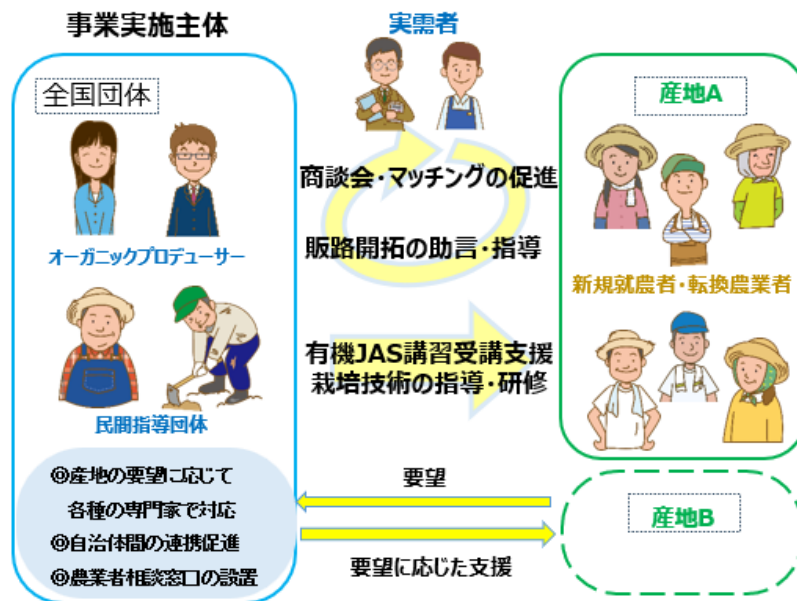 事業実施主体
全国団体
オーガニックプロデューサー
民間指導団体
◎産地の要望に応じて
各種の専門家で対応
◎自治体間の連携促進
◎農業者相談窓口の設置
実需者
商談会・マッチングの促進
販路開拓の助言・指導
有機JAS講習受講支援
栽培技術の指導・研修
要望
要望に応じた支援
産地A
新規就農者・転換農業者
産地B